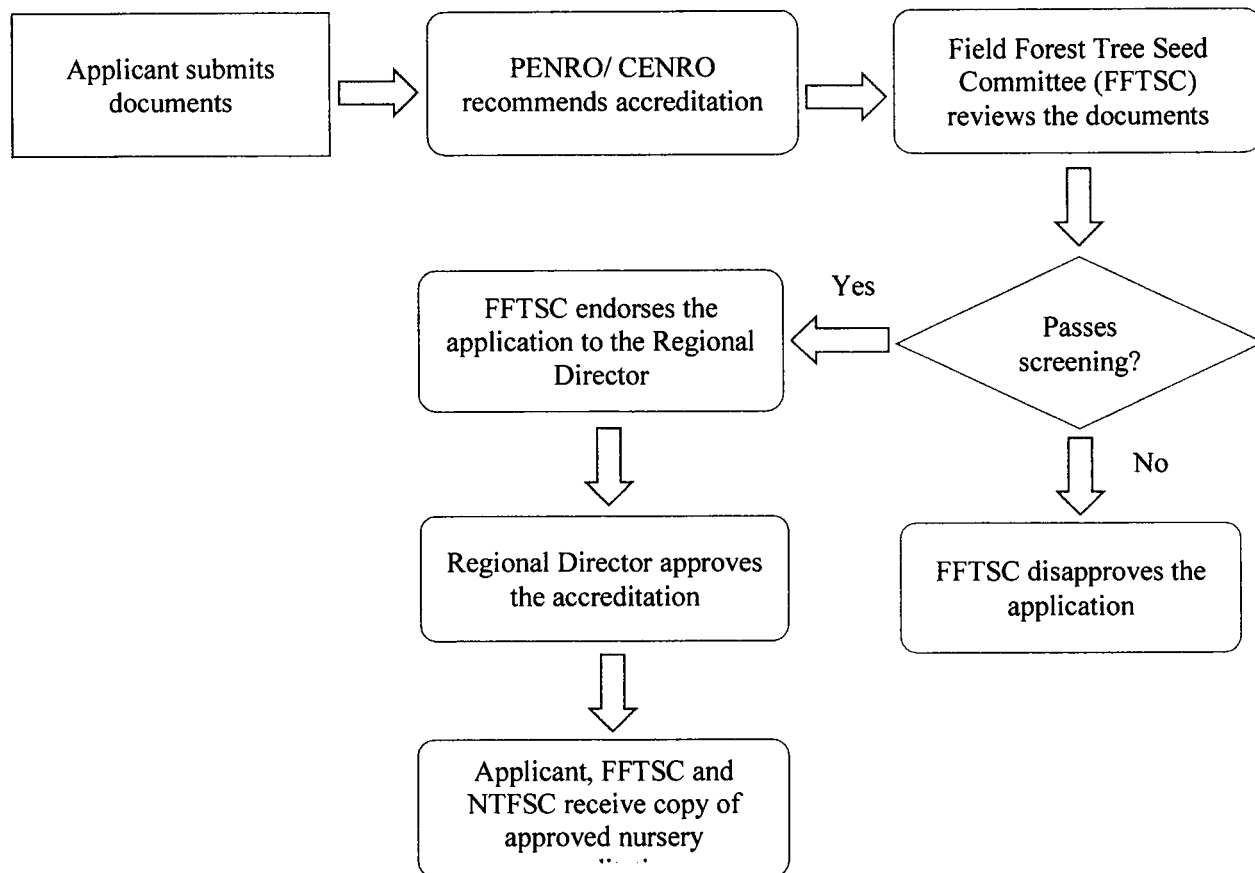 Applicant submits
documents
PENRO/ CENRO
recommends accreditation
Field Forest Tree Seed
Committee (FFTSC)
reviews the documents
Passes
screening?
Yes
No
FFTSC endorses the
application to the Regional
Director
Regional Director approves
the accreditation
FFTSC disapproves the
application
Applicant, FFTSC and
NTFSC receive copy of
approved nursery